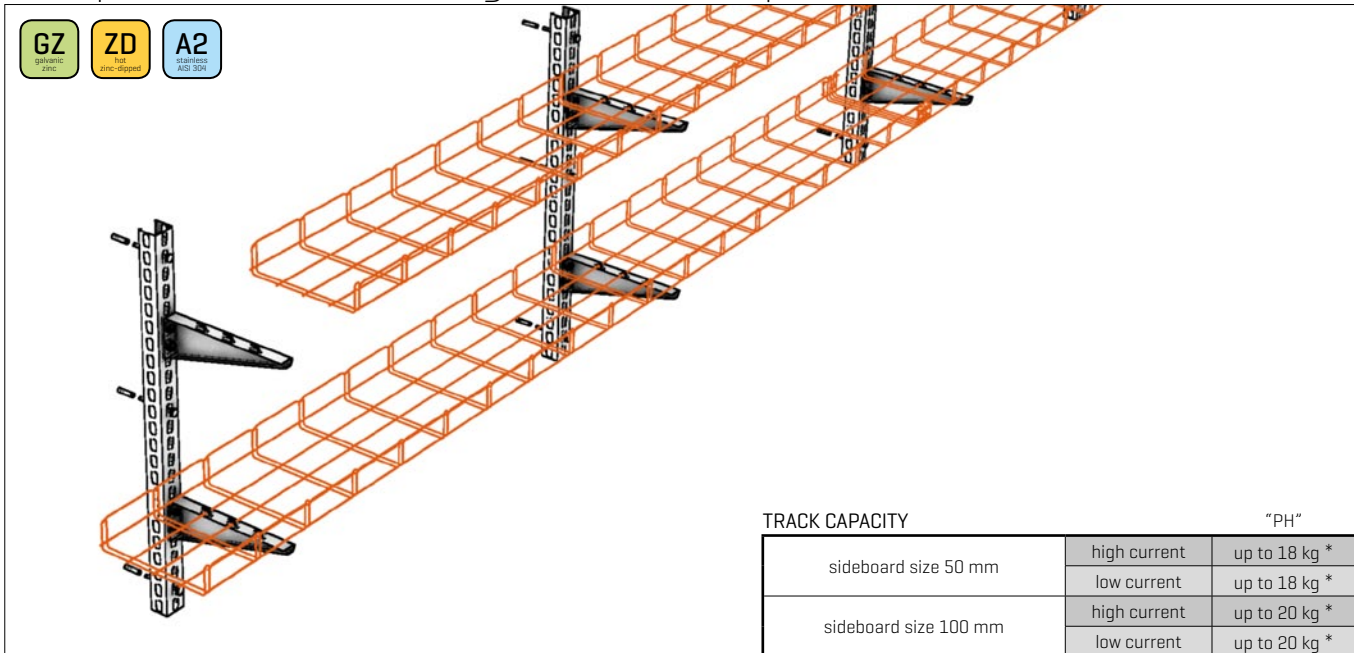 GZ
galvanic
zinc
ZD
hot
zinc-dipped
A2
stainless
AISI 304
TRACK CAPACITY "PH"
sideboard size 50 mm
high current up to 18 kg *
low current up to 18 kg *
sideboard size 100 mm
high current up to 20 kg *
low current up to 20 kg *